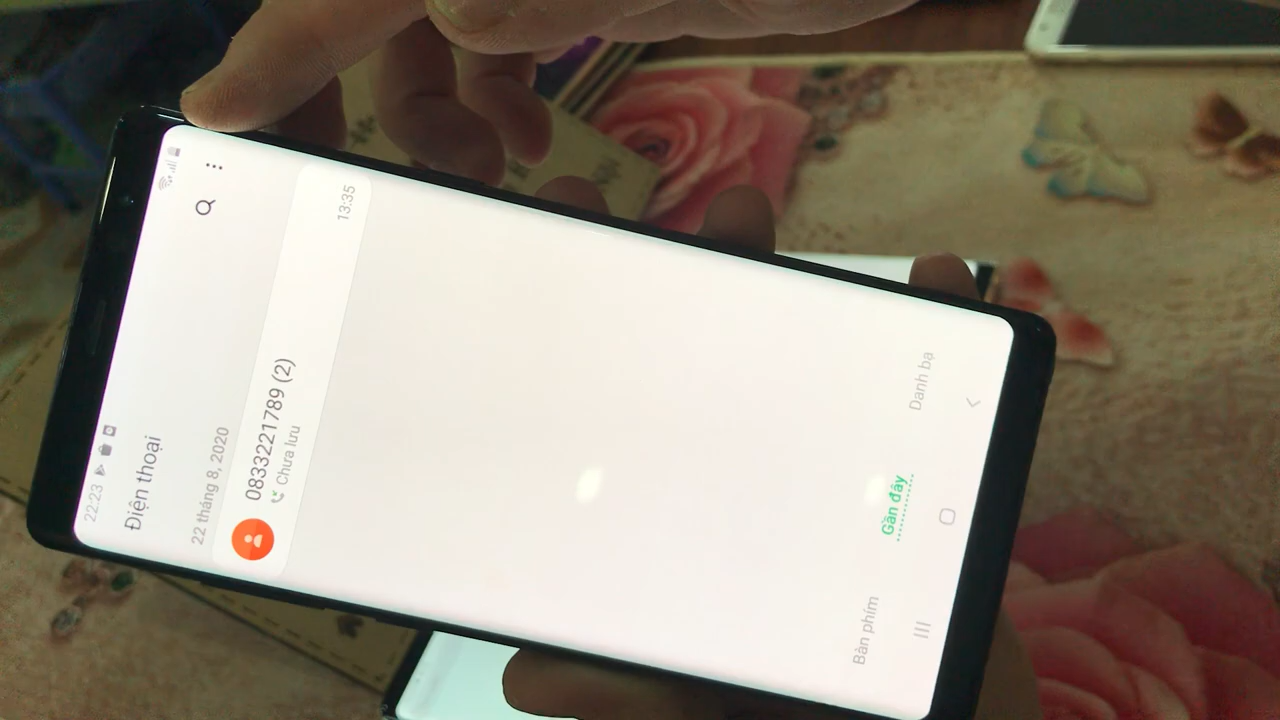 22:23
Điện thoại
22 tháng 8, 2020
0833221789 (2)
Chưa lưu
13:35
Bàn phím
Gần đây
Danh bạ